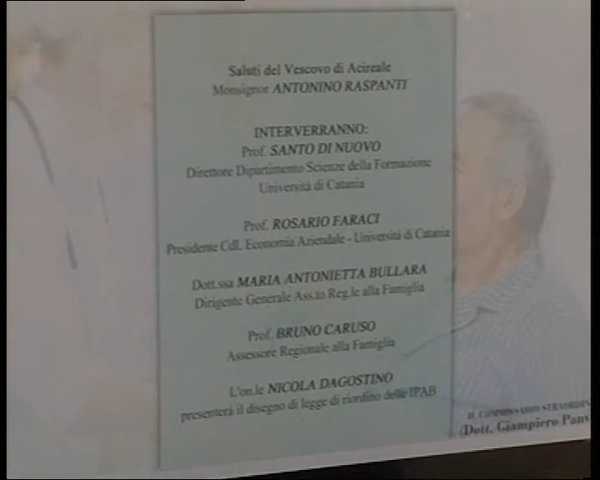 Saluti del Vescovo di Acireale
Monsignor ANTONINO RASPANTI
INTERVERRANNO:
Prof. SANTO DI NUOVO
Direttore Dipartimento Scienze della Formazione
Università di Catania
Prof. ROSARIO FARACI
Presidente CdL Economia Aziendale - Università di Catania
Dott.ssa MARIA ANTONIETTA BULLARA
Dirigente Generale Ass.to Reg.le alla Famiglia
Prof. BRUNO CARUSO
Assessore Regionale alla Famiglia
L'on.le NICOLA DAGOSTINO
presenterà il disegno di legge di riordino delle IPAB
IL COMMISSARIO STRAORDIN
(Dott. Giampiero Panv